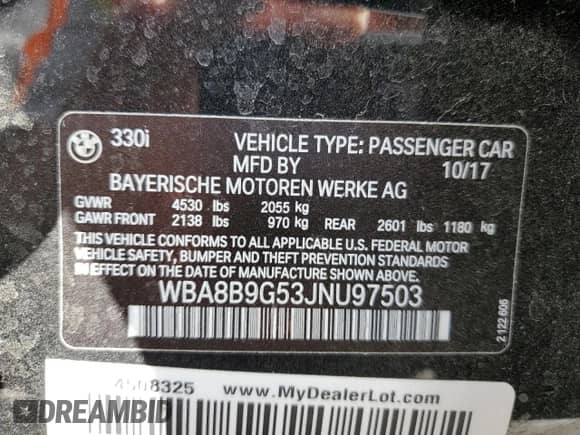 330i VEHICLE TYPE: PASSENGER CAR
MFD BY 10/17
BAYERISCHE MOTOREN WERKE AG
GVWR 4530 lbs 2055 kg
GAWR FRONT 2138 lbs 970 kg REAR 2601 lbs 1180 kg
THIS VEHICLE CONFORMS TO ALL APPLICABLE U.S. FEDERAL MOTOR
VEHICLE SAFETY, BUMPER AND THEFT PREVENTION STANDARDS
IN EFFECT ON THE DATE OF MANUFACTURE SHOWN ABOVE.
WBA8B9G53JNU97503
2 122 606
4508325 www.MyDealerLot.com
DREAMBID